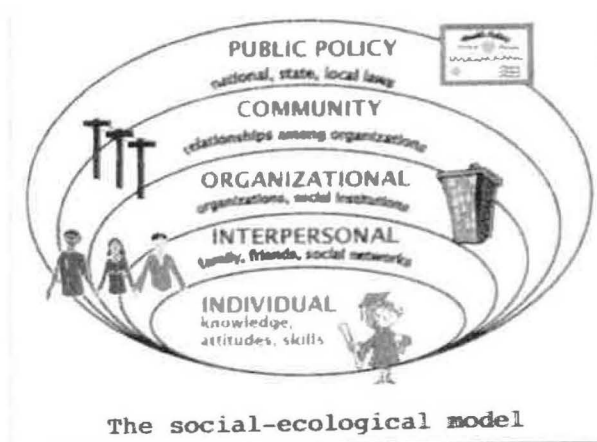 PUBLIC POLICY
national, state, local laws
COMMUNITY
relationships among organizations
ORGANIZATIONAL
organizations, social institutions
INTERPERSONAL
family, friends, social networks
INDIVIDUAL
knowledge,
attitudes, skills
The social-ecological model